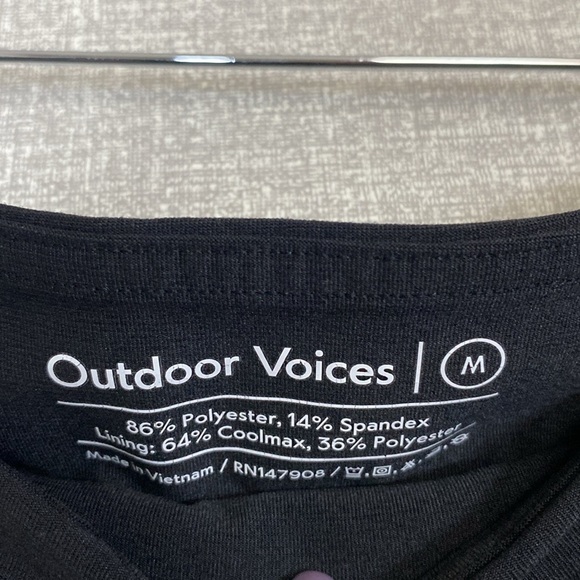 Outdoor Voices | M
86% Polyester, 14% Spandex
Lining: 64% Coolmax, 36% Polyester
Made in Vietnam / RN147908 /